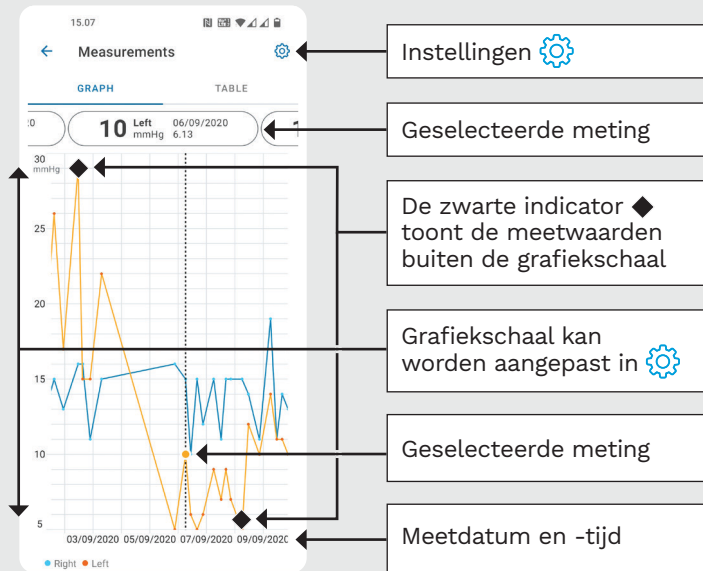 15.07
Measurements
GRAPH TABLE
20
10 Left 06/09/2020
mmHg 6.13
30
mmHg
25
20
15
10
5
03/09/2020 05/09/2020 07/09/2020 09/09/2020
Right Left
Instellingen
Geselecteerde meting
De zwarte indicator ◆
toont de meetwaarden
buiten de grafiekschaal
Grafiekschaal kan
worden aangepast in
Geselecteerde meting
Meetdatum en -tijd